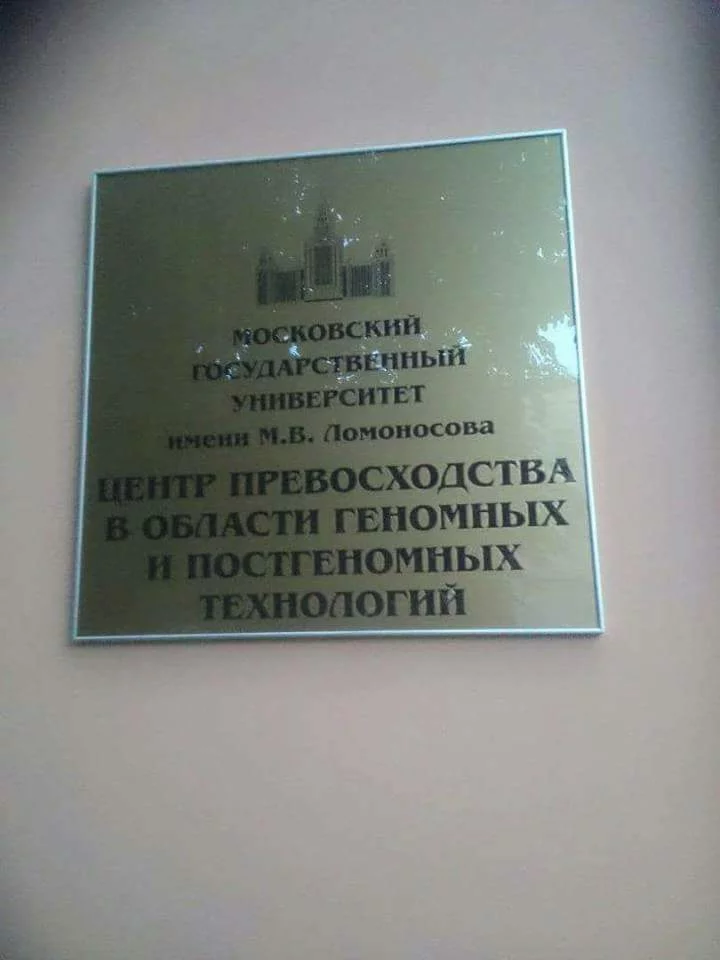 МОСКОВСКИЙ
ГОСУДАРСТВЕННЫЙ
УНИВЕРСИТЕТ
имени М.В. Ломоносова
ЦЕНТР ПРЕВОСХОДСТВА
В ОБЛАСТИ ГЕНОМНЫХ
И ПОСТГЕНОМНЫХ
ТЕХНОЛОГИЙ